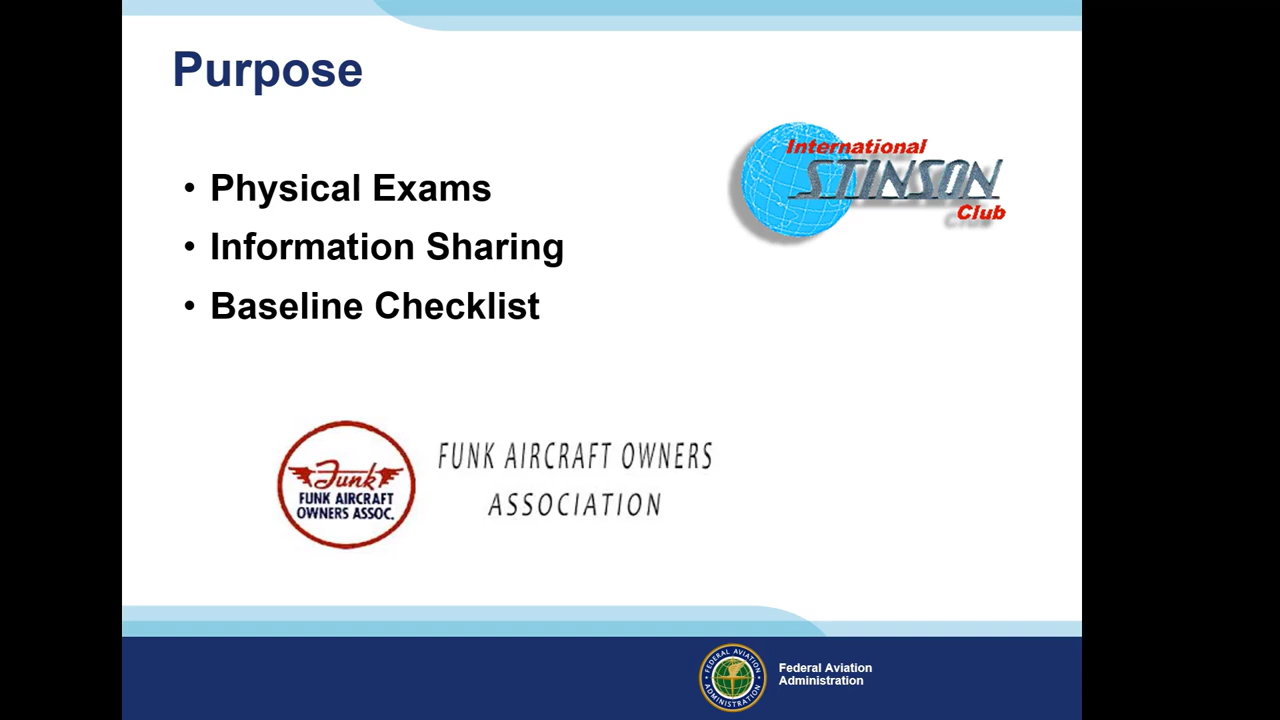 Purpose
• Physical Exams
• Information Sharing
• Baseline Checklist
International
STINSON
Club
Funk
FUNK AIRCRAFT
OWNERS ASSOC.
FUNK AIRCRAFT OWNERS
ASSOCIATION
FEDERAL AVIATION
ADMINISTRATION
Federal Aviation
Administration